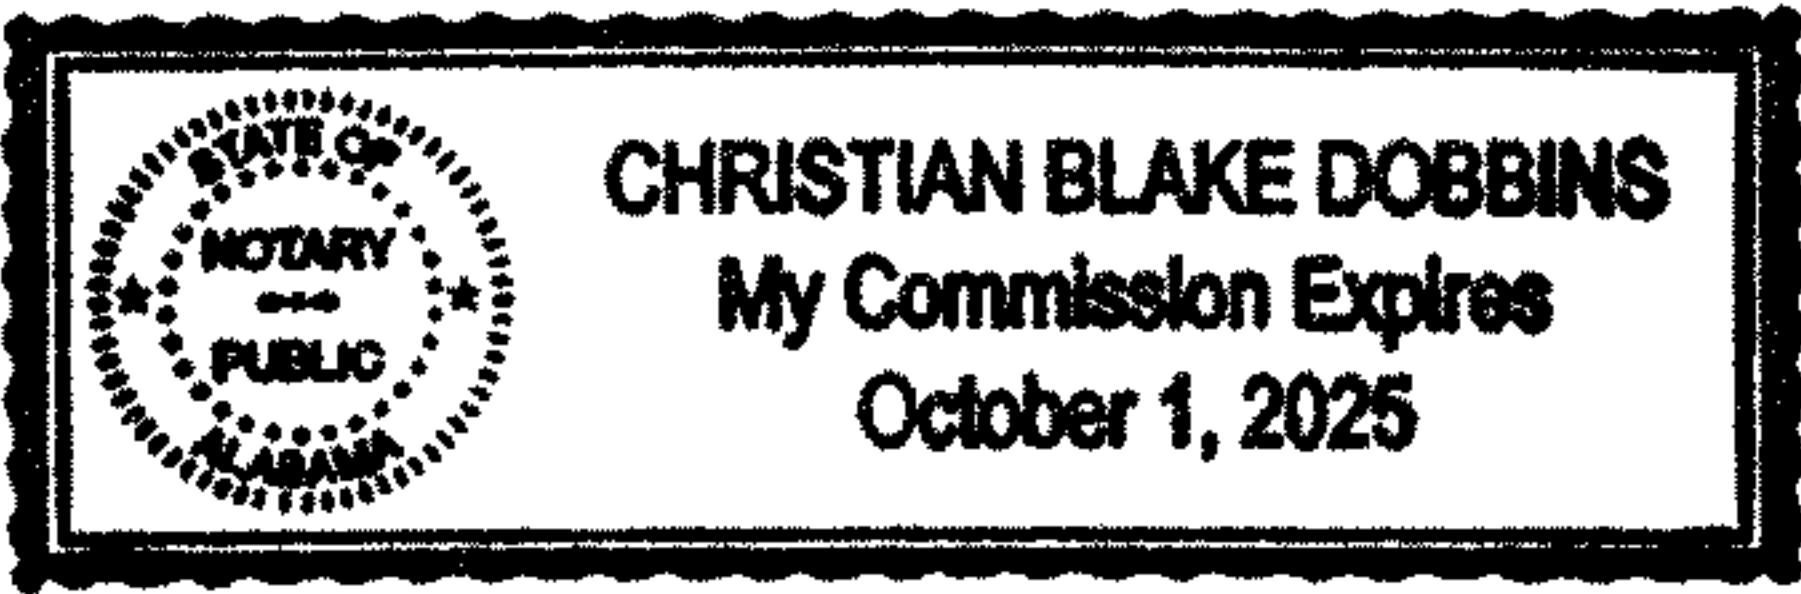 STATE OF
NOTARY
PUBLIC
ALABAMA
CHRISTIAN BLAKE DOBBINS
My Commission Expires
October 1, 2025